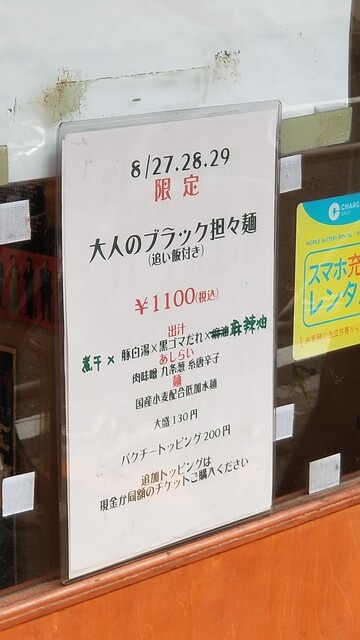 8/27.28.29
限定
大人のブラック担々麺
(追い飯付き)
¥1100(税込)
出汁
煮干×豚白湯×黒ゴマだれ×麻辣油
あしらい
肉味噌 九条葱 糸唐辛子
麺
国産小麦配合低加水麺
大盛130円
パクチートッピング200円
追加トッピングは
現金か同額のチケットご購入ください
CHARG
MOBILE BATTERY RENTAL
スマホ充
レンタ